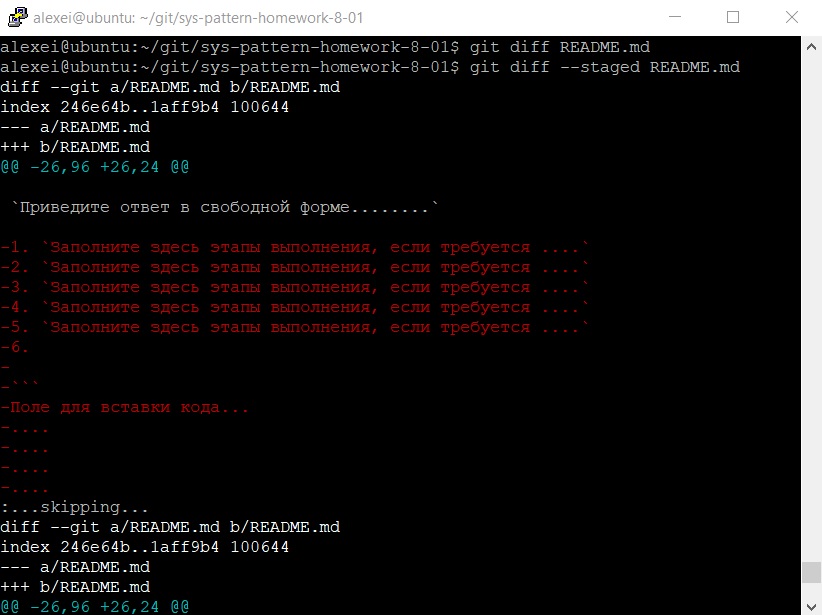 alexei@ubuntu: ~/git/sys-pattern-homework-8-01
alexei@ubuntu:~/git/sys-pattern-homework-8-01$ git diff README.md
alexei@ubuntu:~/git/sys-pattern-homework-8-01$ git diff --staged README.md
diff --git a/README.md b/README.md
index 246e64b..1aff9b4 100644
--- a/README.md
+++ b/README.md
@@ -26,96 +26,24 @@
`Приведите ответ в свободной форме........`
-1. `Заполните здесь этапы выполнения, если требуется ....`
-2. `Заполните здесь этапы выполнения, если требуется ....`
-3. `Заполните здесь этапы выполнения, если требуется ....`
-4. `Заполните здесь этапы выполнения, если требуется ....`
-5. `Заполните здесь этапы выполнения, если требуется ....`
-6.
-
-```
-Поле для вставки кода...
-....
-....
-....
-....
:...skipping...
diff --git a/README.md b/README.md
index 246e64b..1aff9b4 100644
--- a/README.md
+++ b/README.md
@@ -26,96 +26,24 @@